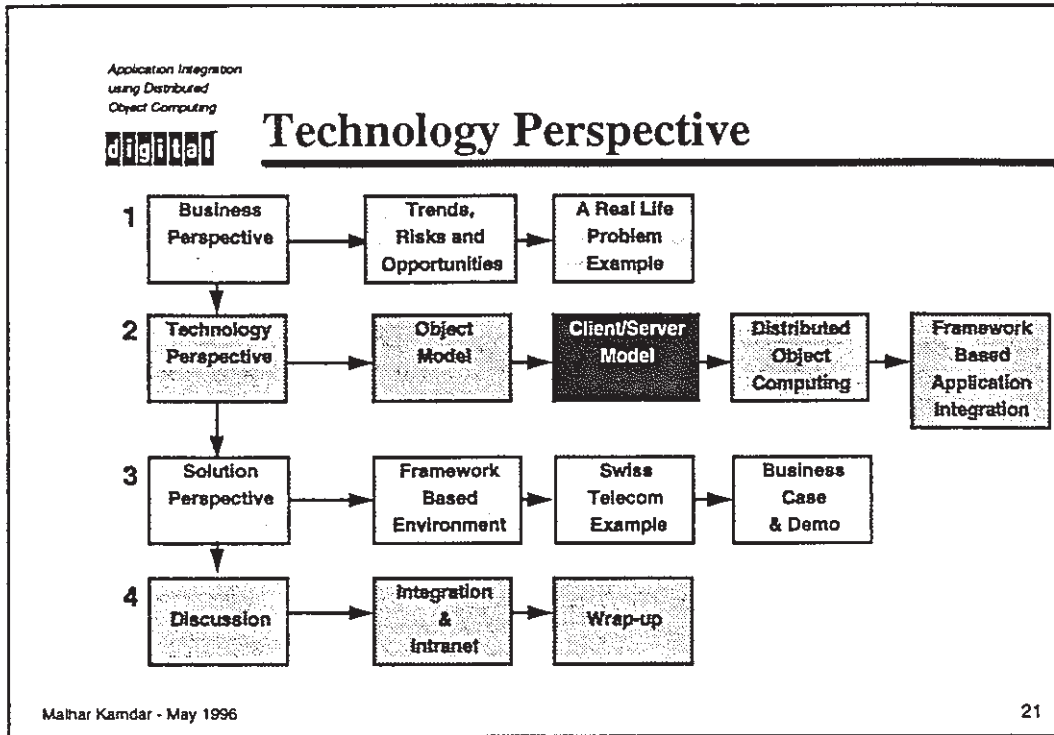 Application Integration
using Distributed
Object Computing
digital
Technology Perspective
1
Business
Perspective
Trends,
Risks and
Opportunities
A Real Life
Problem
Example
2
Technology
Perspective
Object
Model
Client/Server
Model
Distributed
Object
Computing
Framework
Based
Application
Integration
3
Solution
Perspective
Framework
Based
Environment
Swiss
Telecom
Example
Business
Case
& Demo
4
Discussion
Integration
&
Intranet
Wrap-up
Malhar Kamdar - May 1996
21